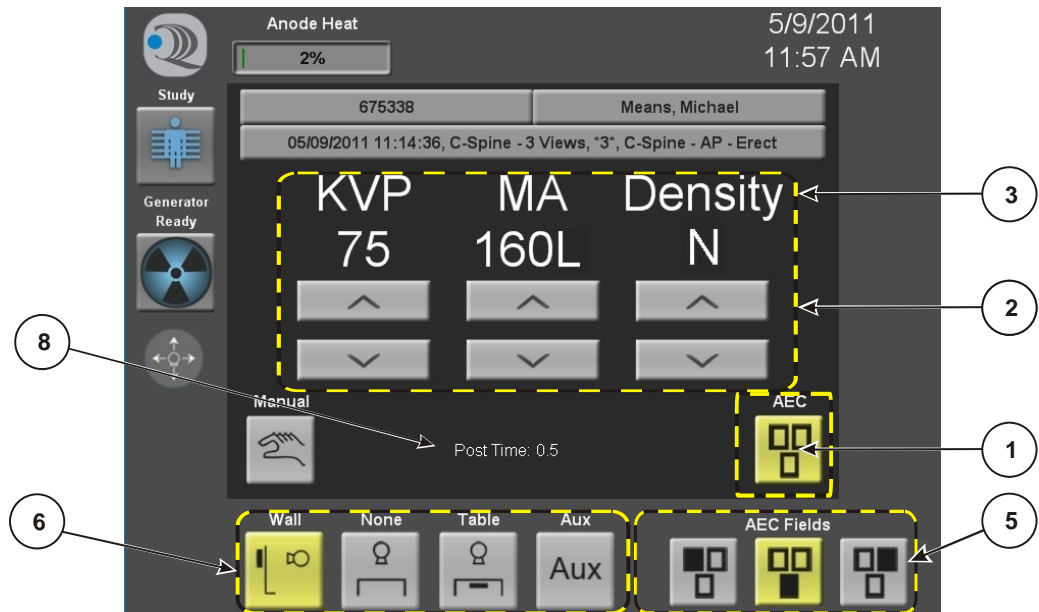 Anode Heat
5/9/2011
2%
11:57 AM
Study
675338
Means, Michael
05/09/2011 11:14:36, C-Spine - 3 Views, *3*, C-Spine - AP - Erect
KVP
MA
Density
3
Generator
Ready
75
160L
N
2
8
Manual
AEC
Post Time: 0.5
1
6
Wall
None
Table
Aux
AEC Fields
5
Aux